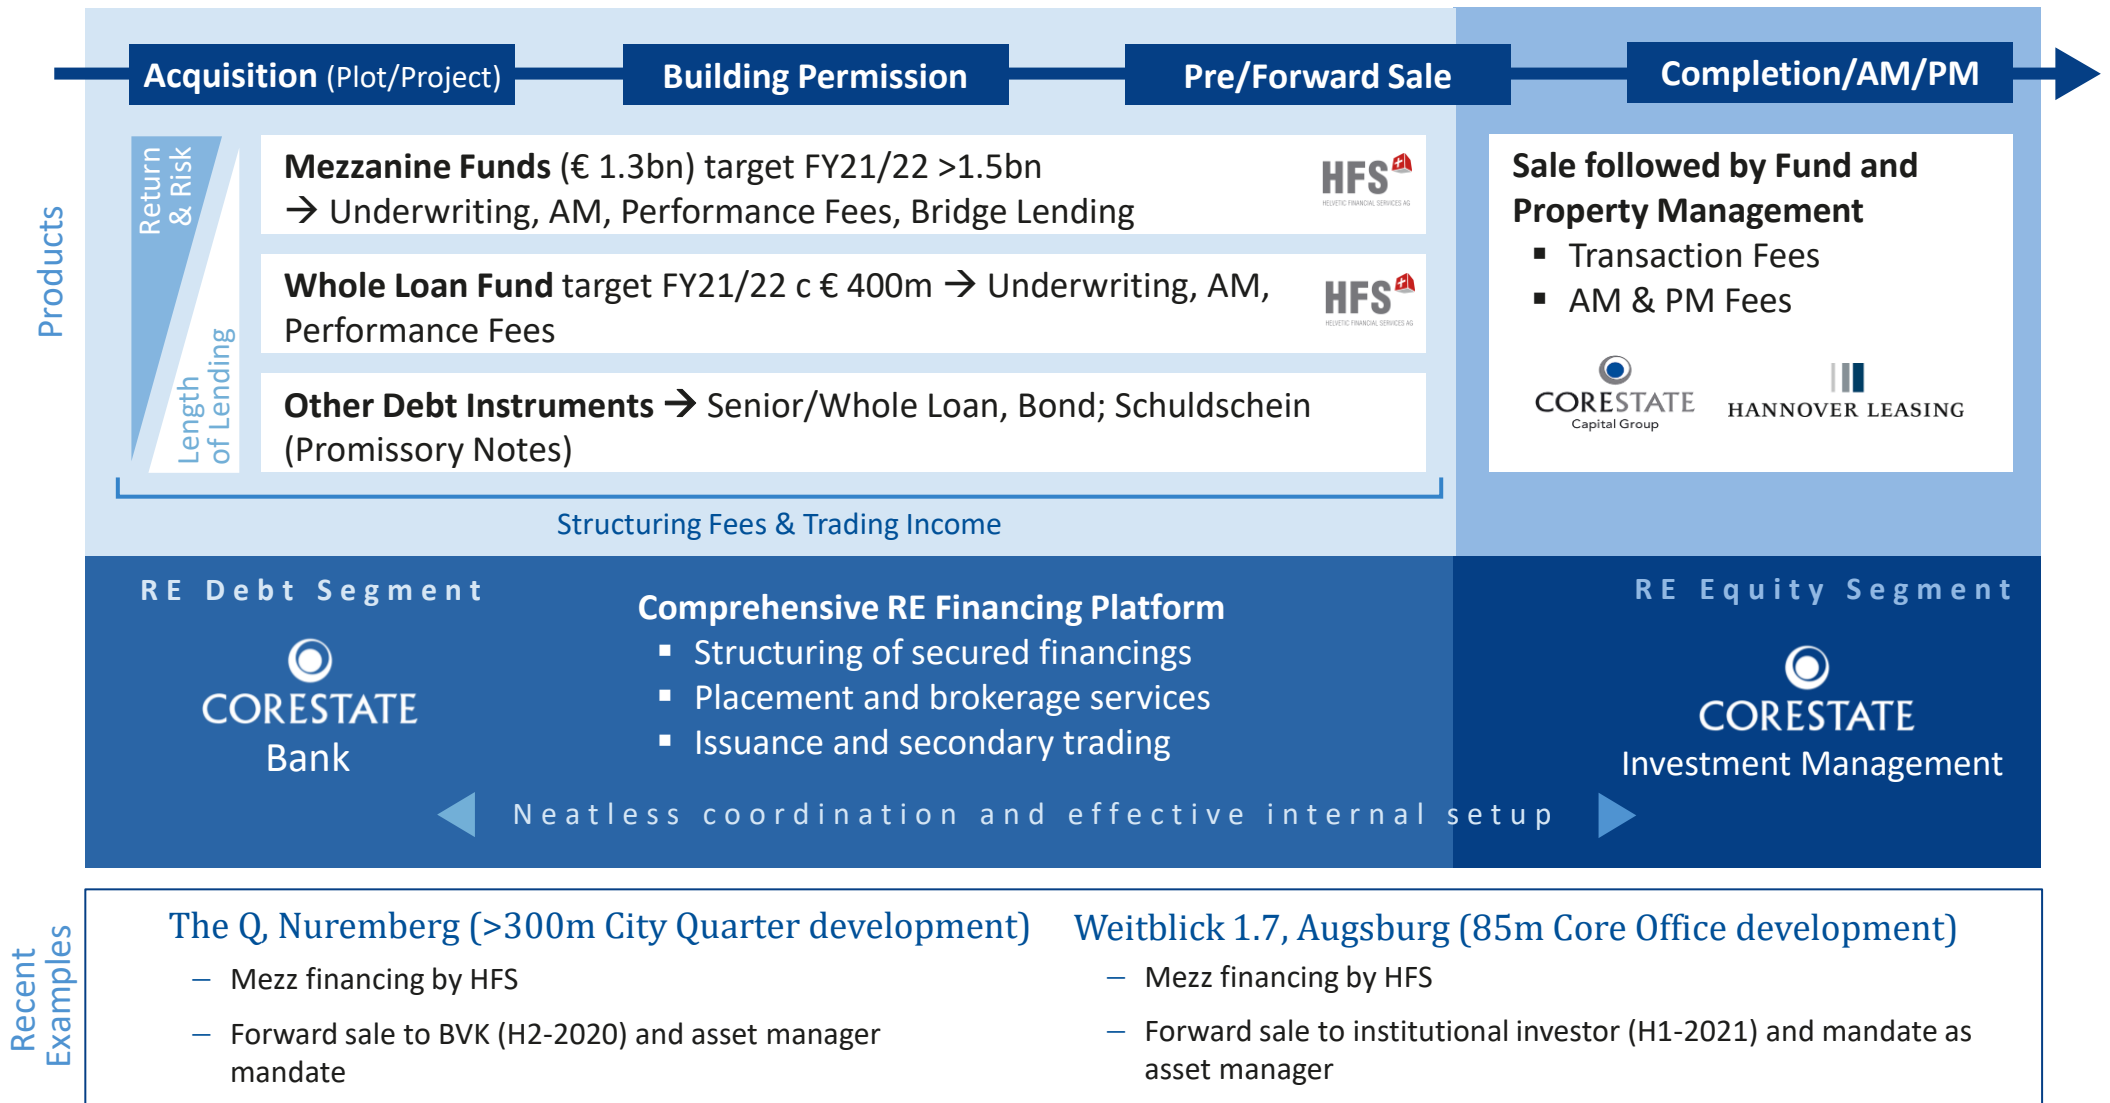 Acquisition (Plot/Project)
Building Permission
Pre/Forward Sale
Completion/AM/PM
Products
Return
& Risk
Length
of Lending
Mezzanine Funds (€ 1.3bn) target FY21/22 >1.5bn
→ Underwriting, AM, Performance Fees, Bridge Lending
HFS
HELVETIC FINANCIAL SERVICES AG
Whole Loan Fund target FY21/22 c € 400m → Underwriting, AM,
Performance Fees
HFS
HELVETIC FINANCIAL SERVICES AG
Other Debt Instruments → Senior/Whole Loan, Bond; Schuldschein
(Promissory Notes)
Structuring Fees & Trading Income
Sale followed by Fund and
Property Management
▪ Transaction Fees
▪ AM & PM Fees
CORESTATE
Capital Group
HANNOVER LEASING
RE Debt Segment
CORESTATE
Bank
Comprehensive RE Financing Platform
▪ Structuring of secured financings
▪ Placement and brokerage services
▪ Issuance and secondary trading
RE Equity Segment
CORESTATE
Investment Management
Neatless coordination and effective internal setup
Recent
Examples
The Q, Nuremberg (>300m City Quarter development)
– Mezz financing by HFS
– Forward sale to BVK (H2-2020) and asset manager
mandate
Weitblick 1.7, Augsburg (85m Core Office development)
– Mezz financing by HFS
– Forward sale to institutional investor (H1-2021) and mandate as
asset manager